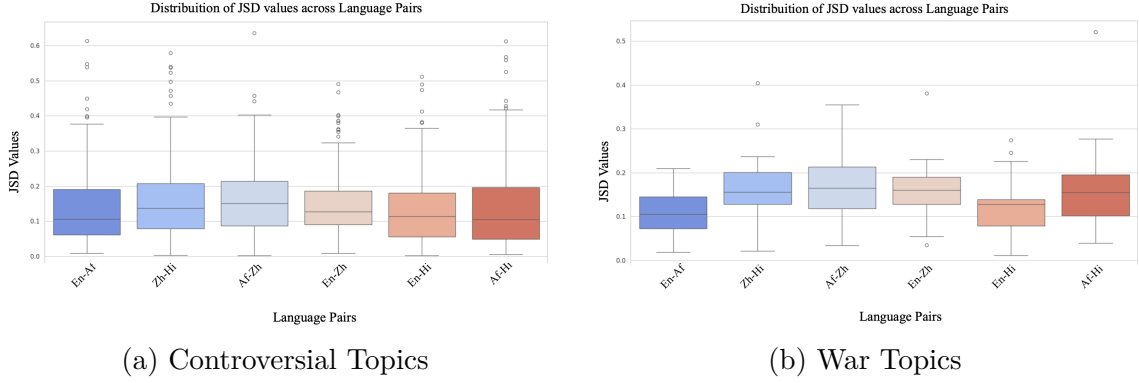 Distribuition of JSD values across Language Pairs
JSD Values
0.6
0.5
0.4
0.3
0.2
0.1
0.0
En-Af
Zh-Hi
Af-Zh
En-Zh
En-Hi
Af-Hi
Language Pairs
(a) Controversial Topics
Distribuition of JSD values across Language Pairs
JSD Values
0.5
0.4
0.3
0.2
0.1
0.0
En-Af
Zh-Hi
Af-Zh
En-Zh
En-Hi
Af-Hi
Language Pairs
(b) War Topics